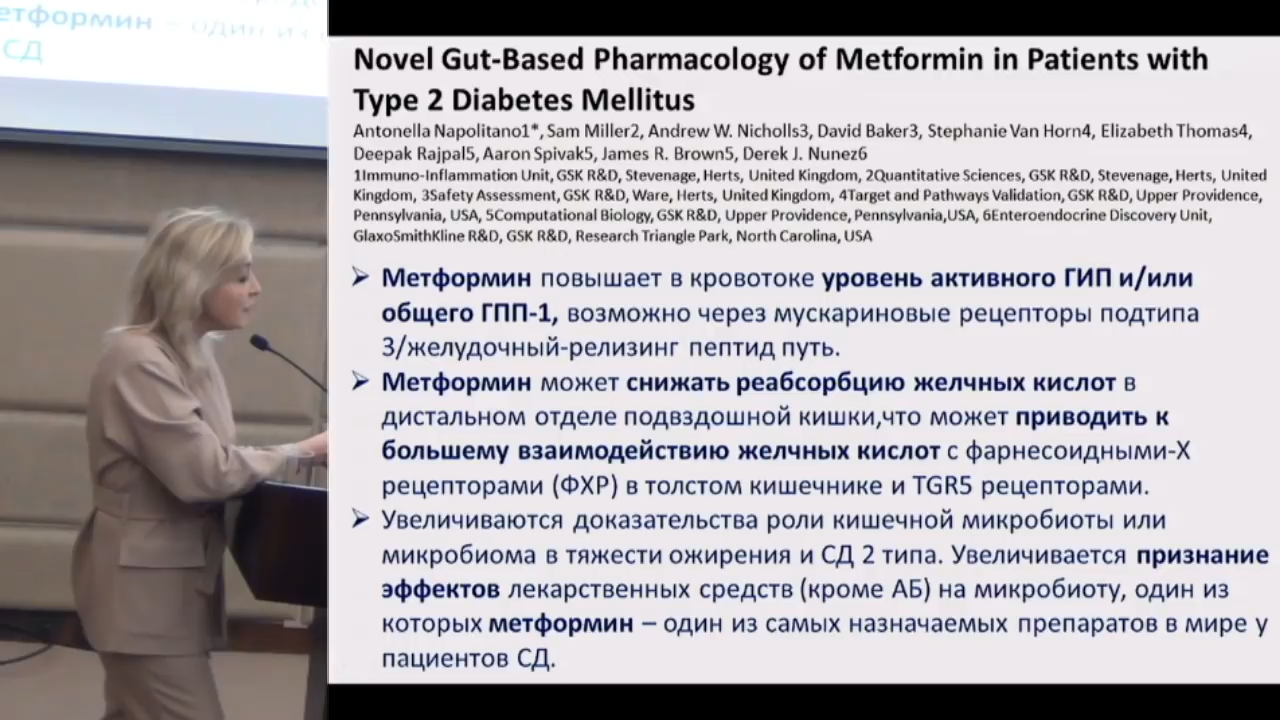 етформин – один из
СД
Novel Gut-Based Pharmacology of Metformin in Patients with
Type 2 Diabetes Mellitus
Antonella Napolitano1*, Sam Miller2, Andrew W. Nicholls3, David Baker3, Stephanie Van Horn4, Elizabeth Thomas4,
Deepak Rajpal5, Aaron Spivak5, James R. Brown5, Derek J. Nunez6
1Immuno-Inflammation Unit, GSK R&D, Stevenage, Herts, United Kingdom, 2Quantitative Sciences, GSK R&D, Stevenage, Herts, United
Kingdom, 3Safety Assessment, GSK R&D, Ware, Herts, United Kingdom, 4Target and Pathways Validation, GSK R&D, Upper Providence,
Pennsylvania, USA, 5Computational Biology, GSK R&D, Upper Providence, Pennsylvania,USA, 6Enteroendocrine Discovery Unit,
GlaxoSmithKline R&D, GSK R&D, Research Triangle Park, North Carolina, USA
➢ Метформин повышает в кровотоке уровень активного ГИП и/или
общего ГПП-1, возможно через мускариновые рецепторы подтипа
3/желудочный-релизинг пептид путь.
➢ Метформин может снижать реабсорбцию желчных кислот в
дистальном отделе подвздошной кишки,что может приводить к
большему взаимодействию желчных кислот с фарнесоидными-Х
рецепторами (ФХР) в толстом кишечнике и TGR5 рецепторами.
➢ Увеличиваются доказательства роли кишечной микробиоты или
микробиома в тяжести ожирения и СД 2 типа. Увеличивается признание
эффектов лекарственных средств (кроме АБ) на микробиоту, один из
которых метформин – один из самых назначаемых препаратов в мире у
пациентов СД.